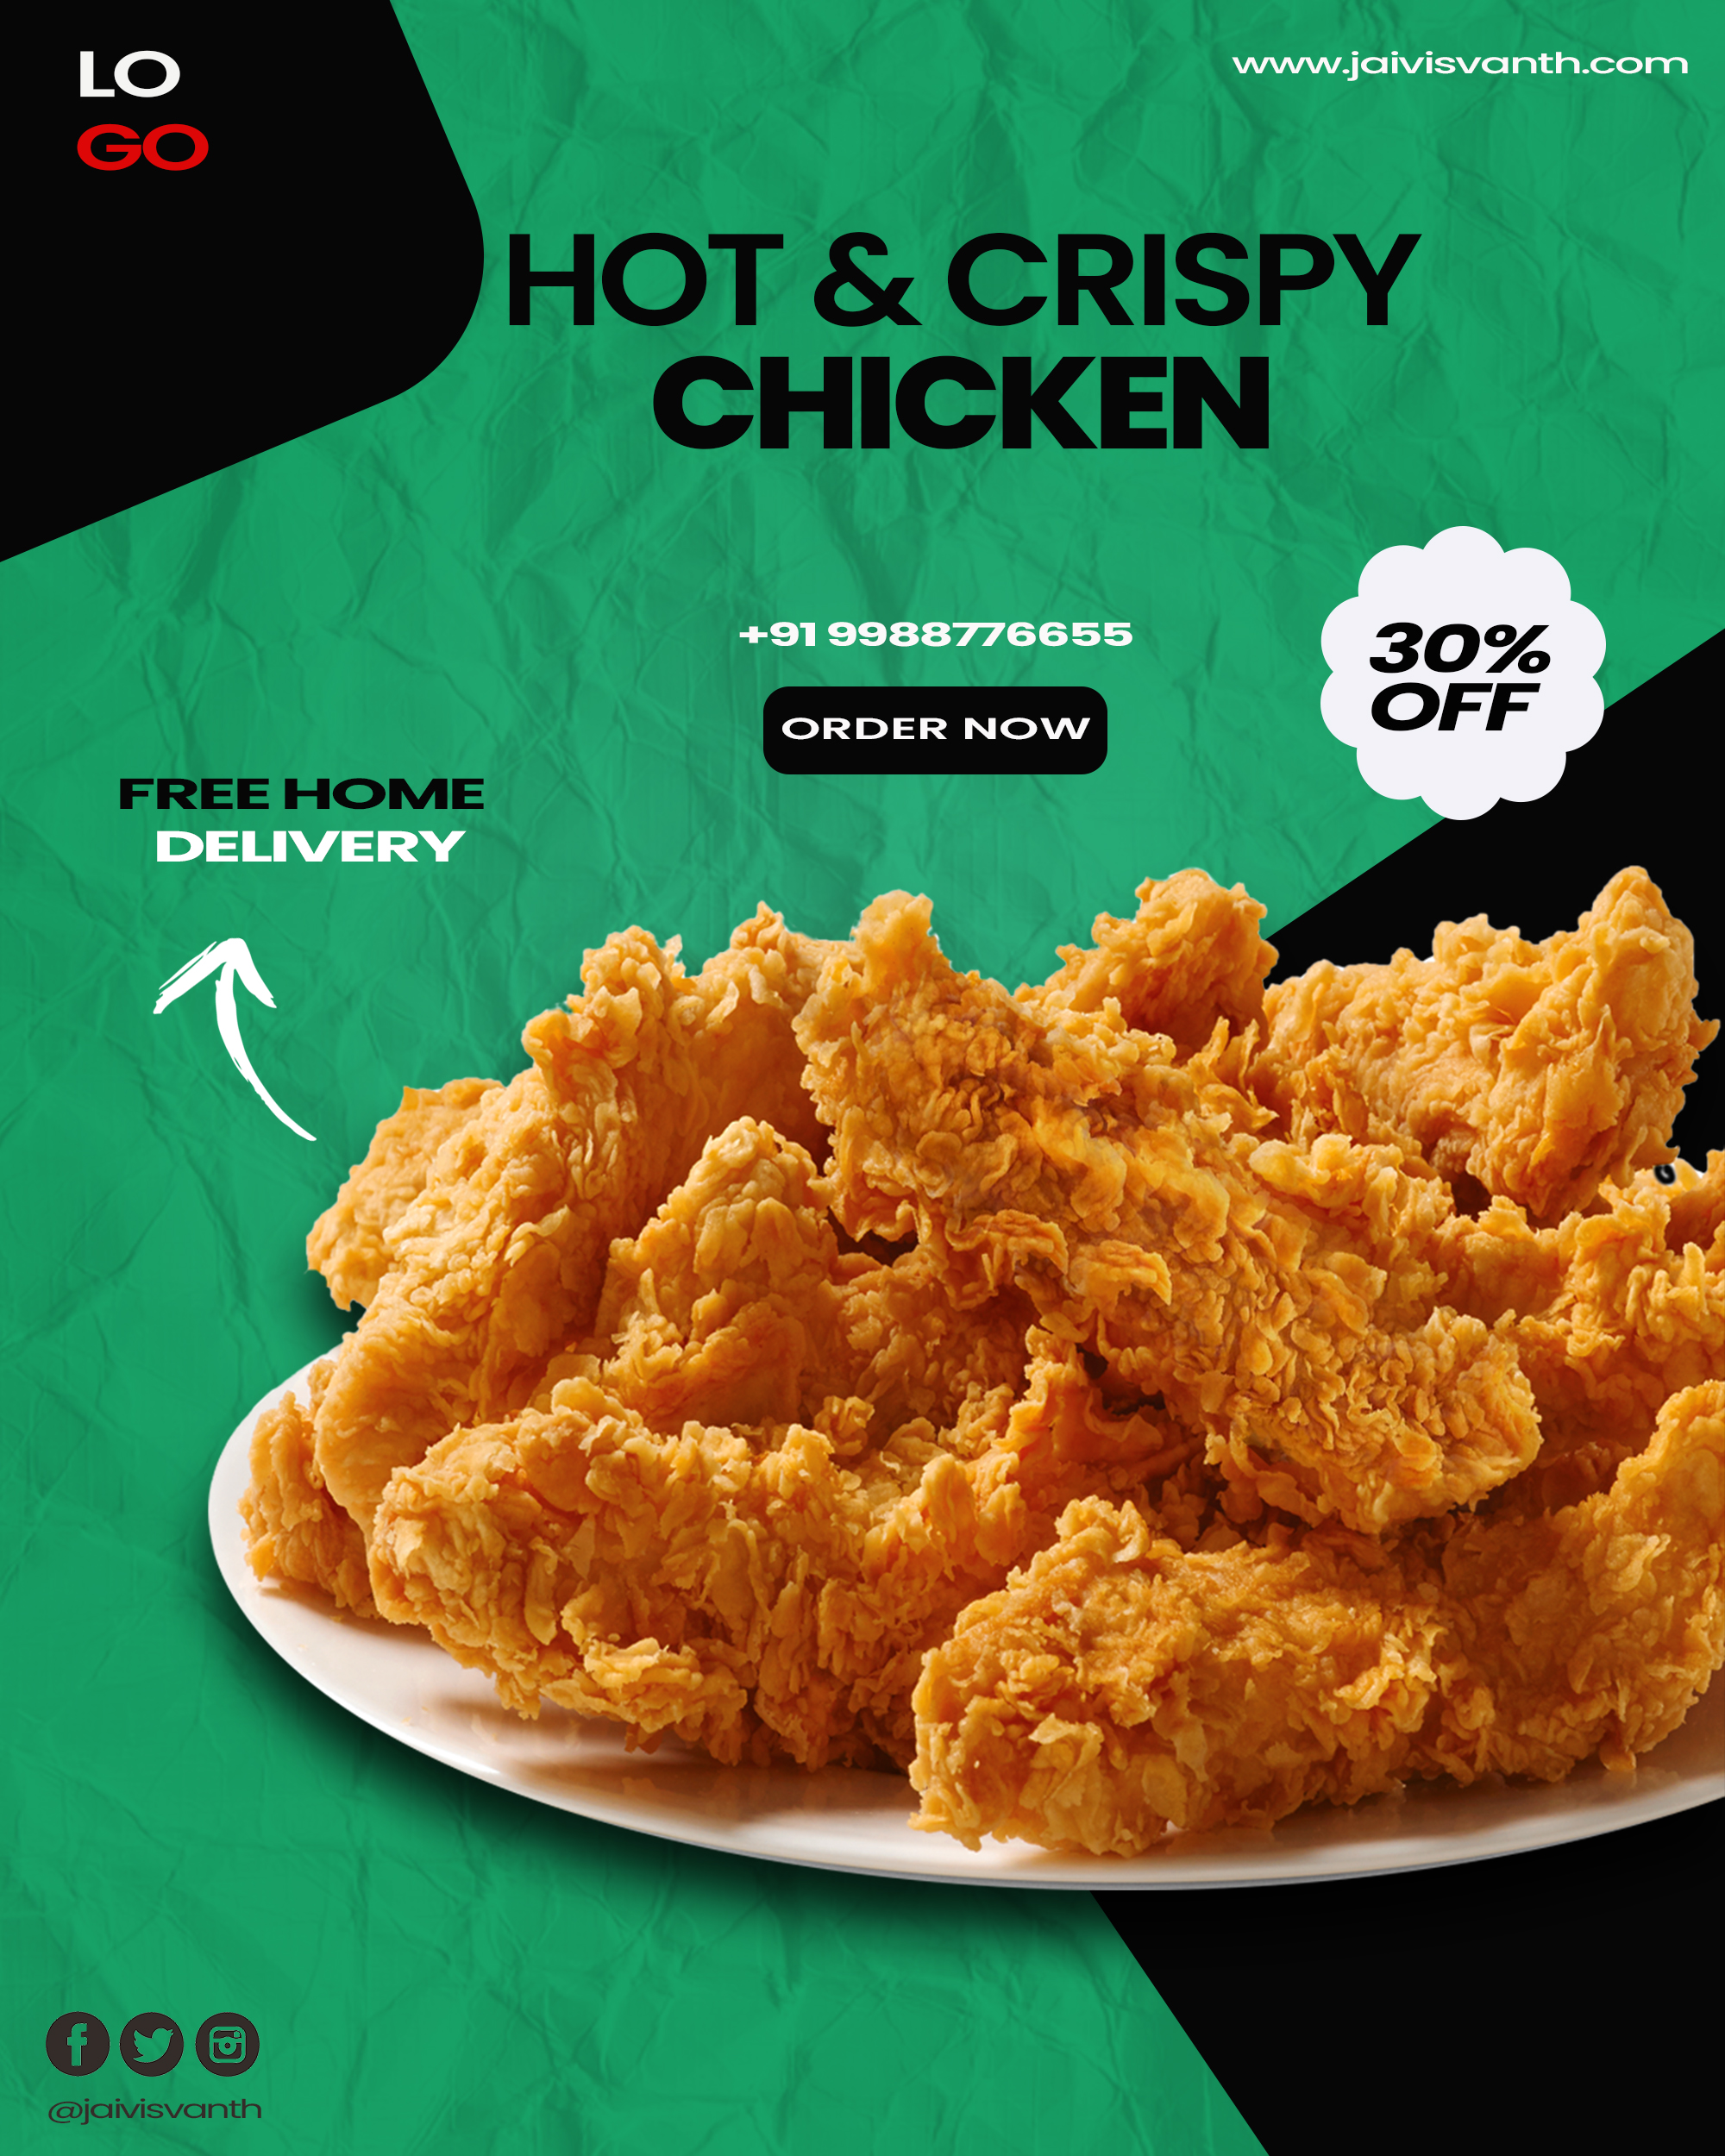 LO
GO
www.jaivisvanth.com
HOT & CRISPY
CHICKEN
+91 9988776655
ORDER NOW
30%
OFF
FREE HOME
DELIVERY
@jaivisvanth